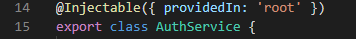 14 @Injectable({ providedIn: 'root' })
15 export class AuthService {